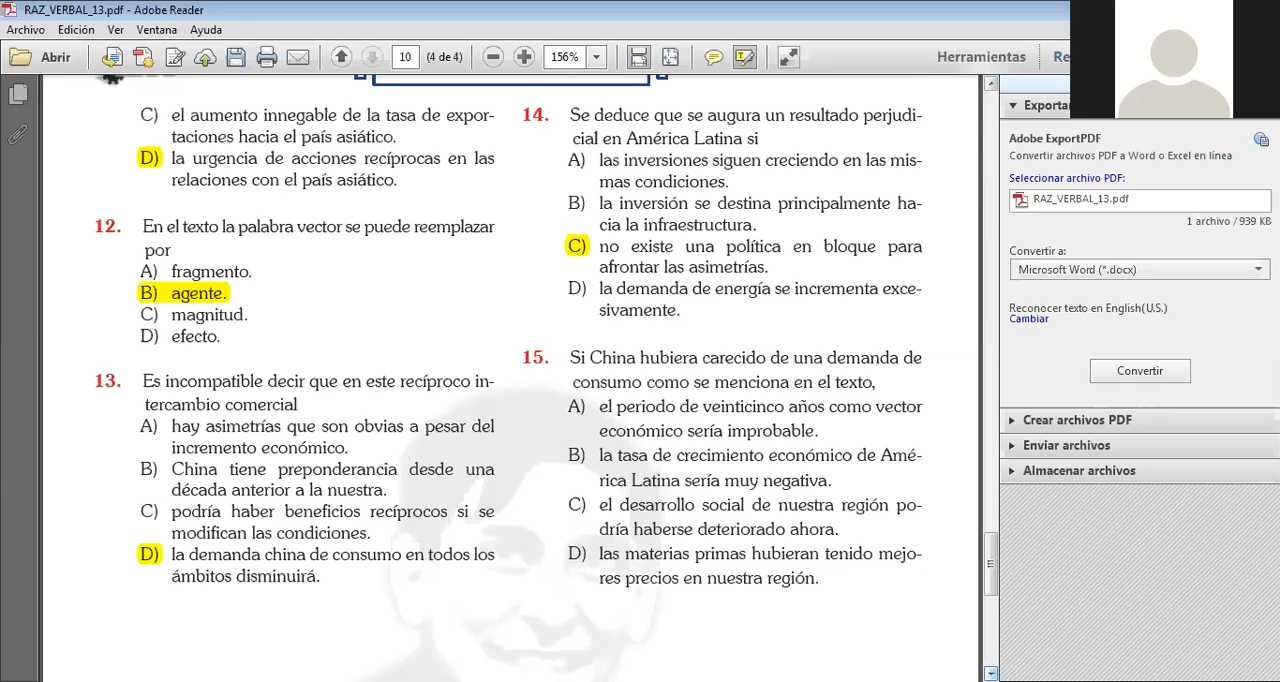 RAZ_VERBAL_13.pdf - Adobe Reader
Archivo Edición Ver Ventana Ayuda
Abrir
10 (4 de 4)
156%
Herramientas
C) el aumento innegable de la tasa de expor-
taciones hacia el país asiático.
D) la urgencia de acciones recíprocas en las
relaciones con el país asiático.
12. En el texto la palabra vector se puede reemplazar
por
A) fragmento.
B) agente.
C) magnitud.
D) efecto.
13. Es incompatible decir que en este recíproco in-
tercambio comercial
A) hay asimetrías que son obvias a pesar del
incremento económico.
B) China tiene preponderancia desde una
década anterior a la nuestra.
C) podría haber beneficios recíprocos si se
modifican las condiciones.
D) la demanda china de consumo en todos los
ámbitos disminuirá.
14. Se deduce que se augura un resultado perjudi-
cial en América Latina si
A) las inversiones siguen creciendo en las mis-
mas condiciones.
B) la inversión se destina principalmente ha-
cia la infraestructura.
C) no existe una política en bloque para
afrontar las asimetrías.
D) la demanda de energía se incrementa exce-
sivamente.
15. Si China hubiera carecido de una demanda de
consumo como se menciona en el texto,
A) el periodo de veinticinco años como vector
económico sería improbable.
B) la tasa de crecimiento económico de Amé-
rica Latina sería muy negativa.
C) el desarrollo social de nuestra región po-
dría haberse deteriorado ahora.
D) las materias primas hubieran tenido mejo-
res precios en nuestra región.
Adobe ExportPDF
Convertir archivos PDF a Word o Excel en línea
Seleccionar archivo PDF:
RAZ_VERBAL_13.pdf
1 archivo / 939 KB
Convertir a:
Microsoft Word (*.docx)
Reconocer texto en English(U.S.)
Cambiar
Convertir
Crear archivos PDF
Enviar archivos
Almacenar archivos